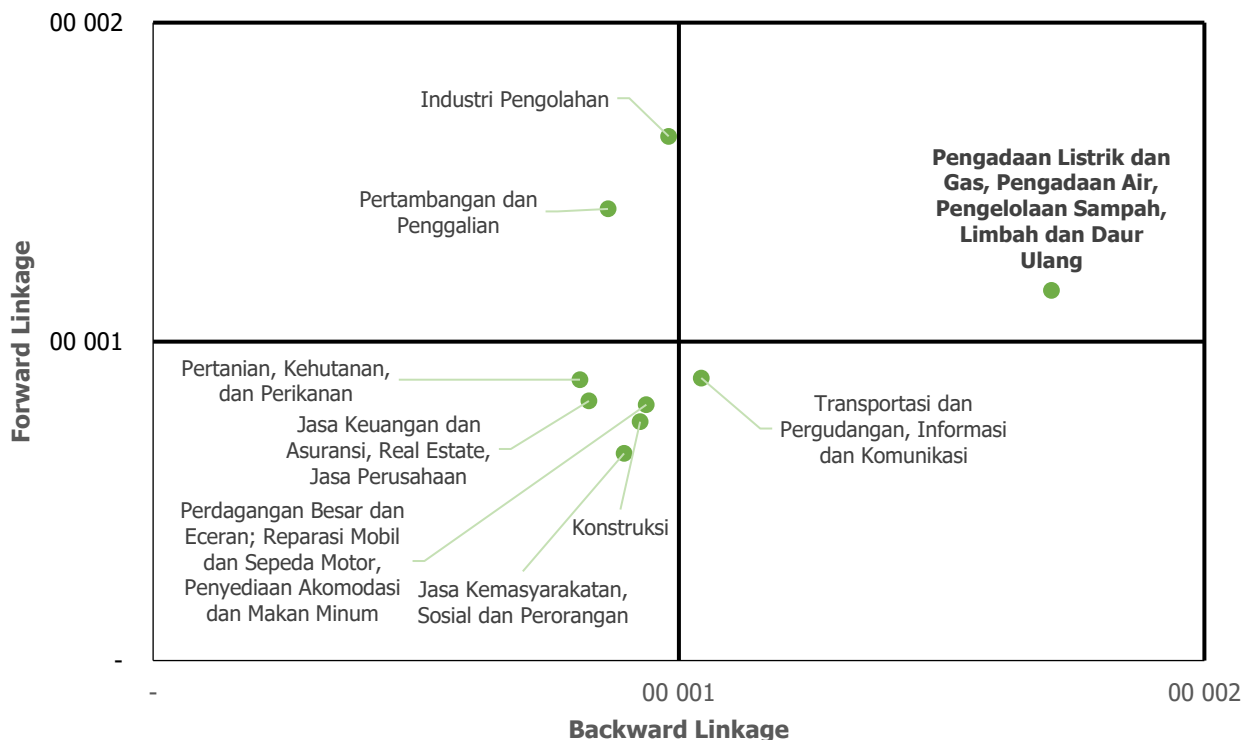 00 002
Industri Pengolahan
Pertambangan dan
Penggalian
Pengadaan Listrik dan
Gas, Pengadaan Air,
Pengelolaan Sampah,
Limbah dan Daur
Ulang
Forward Linkage
00 001
Pertanian, Kehutanan,
dan Perikanan
Jasa Keuangan dan
Asuransi, Real Estate,
Jasa Perusahaan
Transportasi dan
Pergudangan, Informasi
dan Komunikasi
Perdagangan Besar dan
Eceran; Reparasi Mobil
dan Sepeda Motor,
Penyediaan Akomodasi
dan Makan Minum
Konstruksi
Jasa Kemasyarakatan,
Sosial dan Perorangan
-
-
00 001
00 002
Backward Linkage